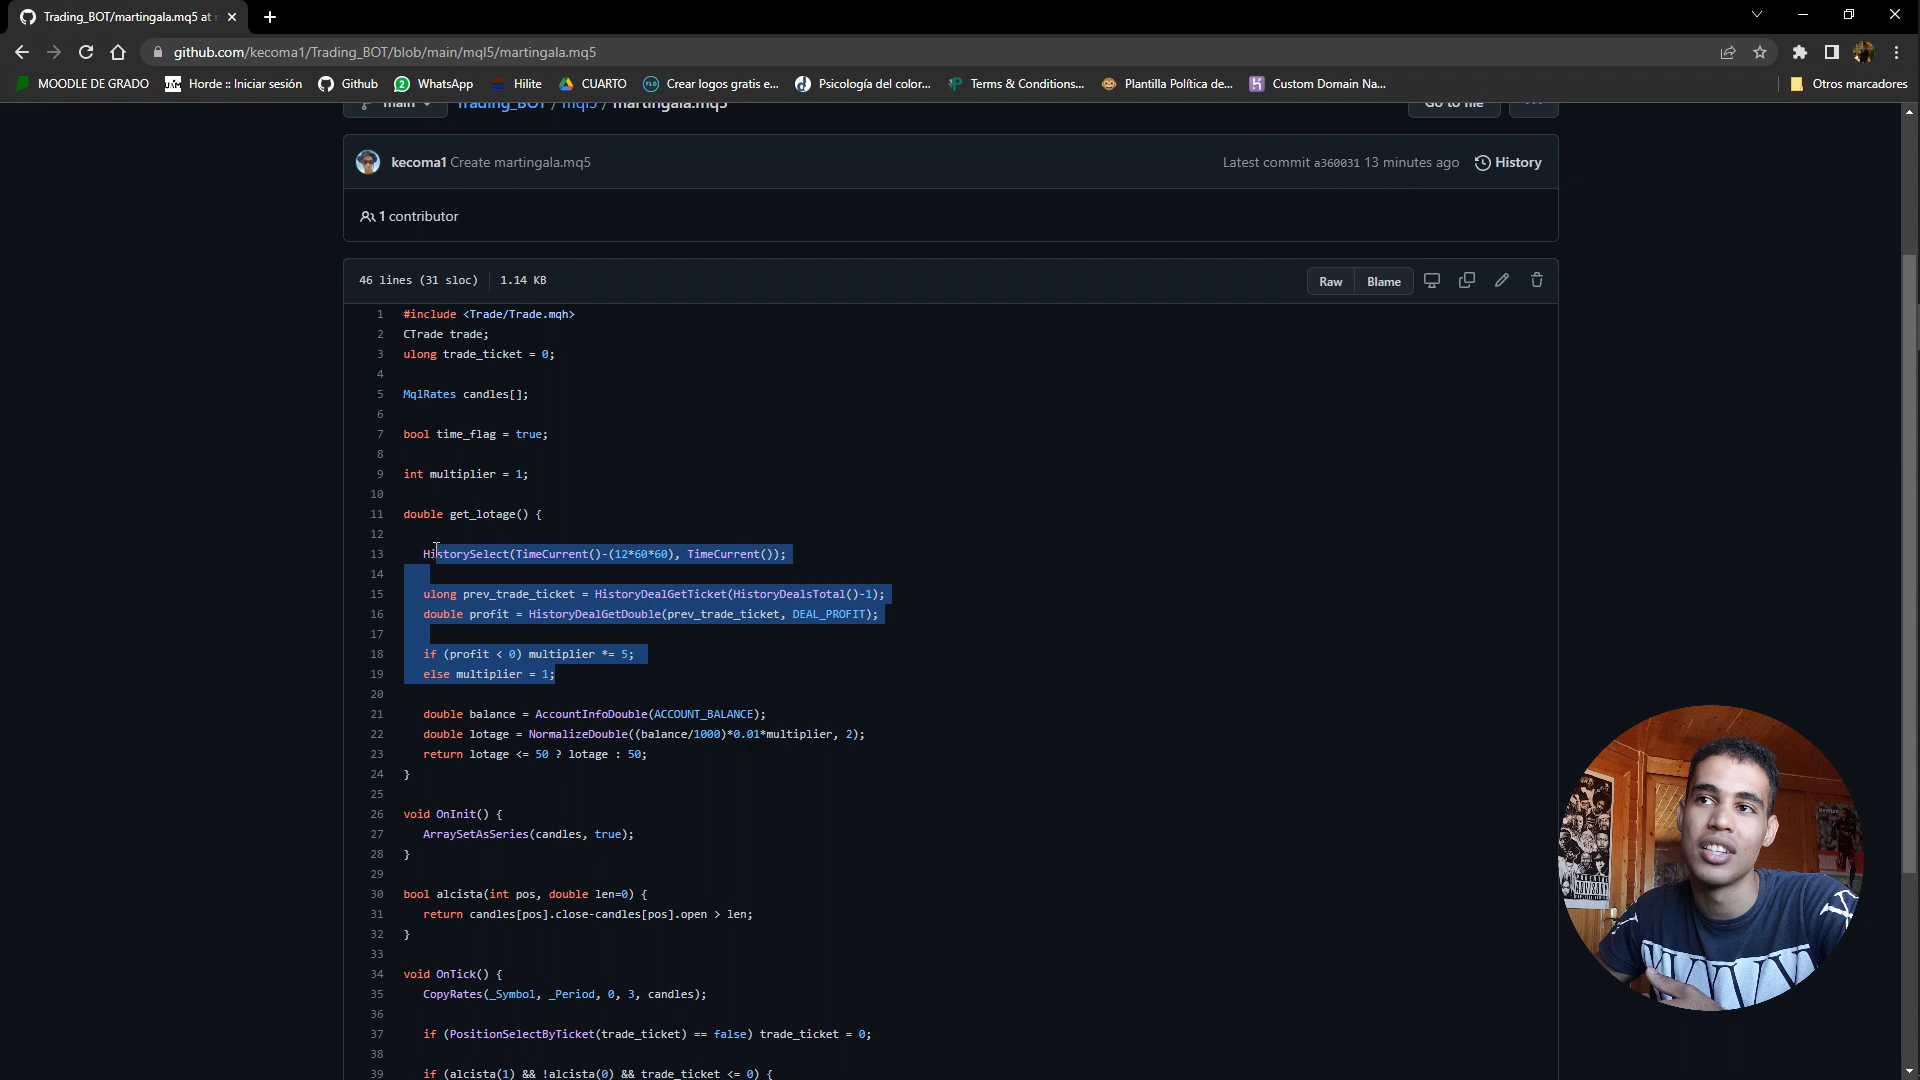 Trading_BOT/martingala.mq5 at
github.com/kecoma1/Trading_BOT/blob/main/mql5/martingala.mq5
MOODLE DE GRADO
Horde :: Iniciar sesión
Github
WhatsApp
Hilite
CUARTO
Crear logos gratis e...
Psicología del color...
Terms & Conditions...
Plantilla Política de...
Custom Domain Na...
Otros marcadores
main
Trading_BOT / mql5 / martingala.mq5
Go to file
kecoma1 Create martingala.mq5
Latest commit a360031 13 minutes ago
History
1 contributor
46 lines (31 sloc)
1.14 KB
Raw
Blame
1 #include <Trade/Trade.mqh>
2 CTrade trade;
3 ulong trade_ticket = 0;
4
5 MqlRates candles[];
6
7 bool time_flag = true;
8
9 int multiplier = 1;
10
11 double get_lotage() {
12
13 HistorySelect(TimeCurrent()-(12*60*60), TimeCurrent());
14
15 ulong prev_trade_ticket = HistoryDealGetTicket(HistoryDealsTotal()-1);
16 double profit = HistoryDealGetDouble(prev_trade_ticket, DEAL_PROFIT);
17
18 if (profit < 0) multiplier *= 5;
19 else multiplier = 1;
20
21 double balance = AccountInfoDouble(ACCOUNT_BALANCE);
22 double lotage = NormalizeDouble((balance/1000)*0.01*multiplier, 2);
23 return lotage <= 50 ? lotage : 50;
24 }
25
26 void OnInit() {
27 ArraySetAsSeries(candles, true);
28 }
29
30 bool alcista(int pos, double len=0) {
31 return candles[pos].close-candles[pos].open > len;
32 }
33
34 void OnTick() {
35 CopyRates(_Symbol, _Period, 0, 3, candles);
36
37 if (PositionSelectByTicket(trade_ticket) == false) trade_ticket = 0;
38
39 if (alcista(1) && !alcista(0) && trade_ticket <= 0) {